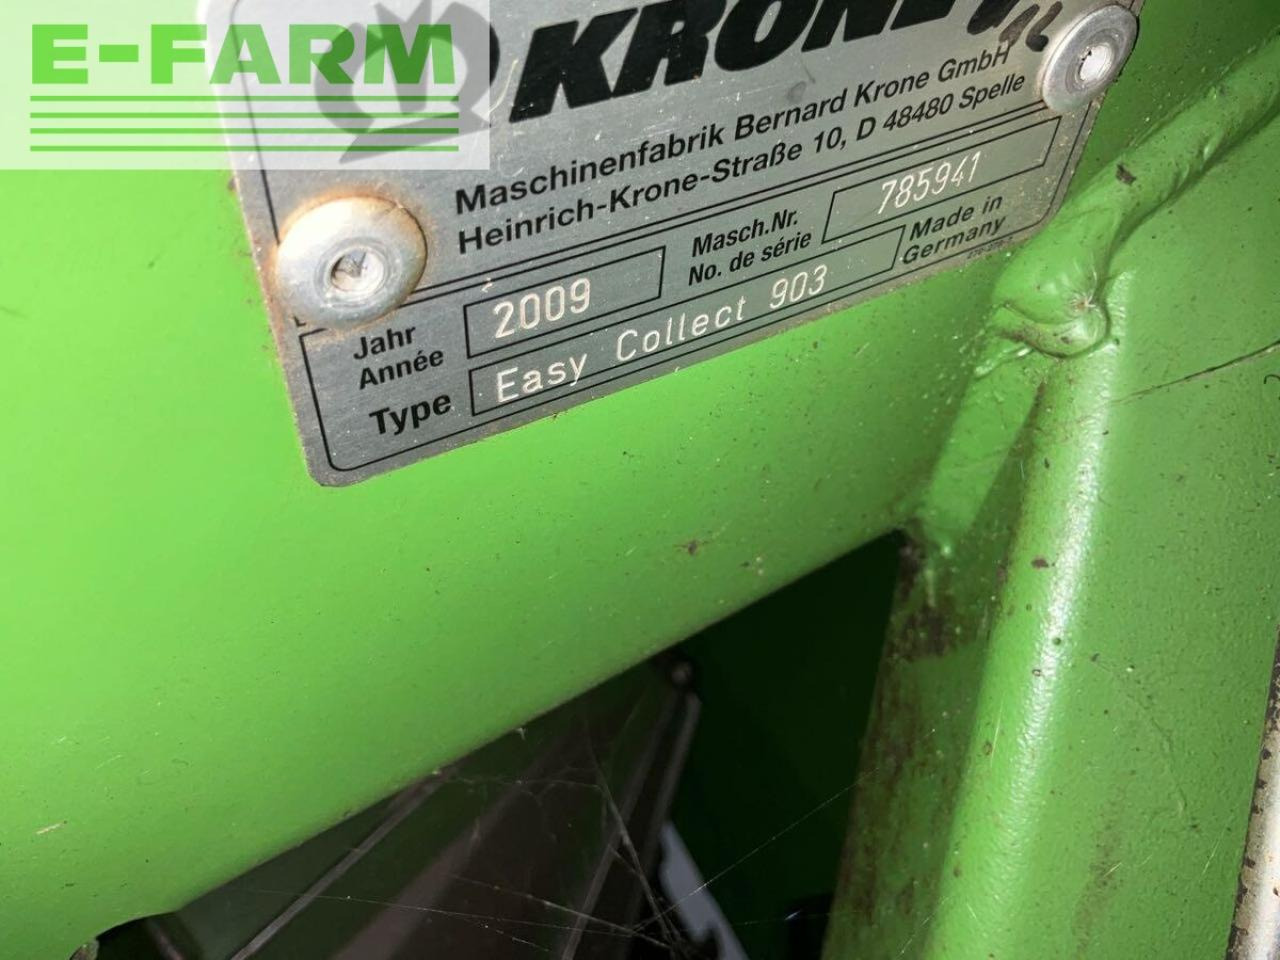 E-FARM
KRONE
Maschinenfabrik Bernard Krone GmbH
Heinrich-Krone-Straße 10, D 48480 Spelle
Jahr
Année
2009
Masch.Nr.
No. de série
785941
Type
Easy Collect 903
Made in
Germany